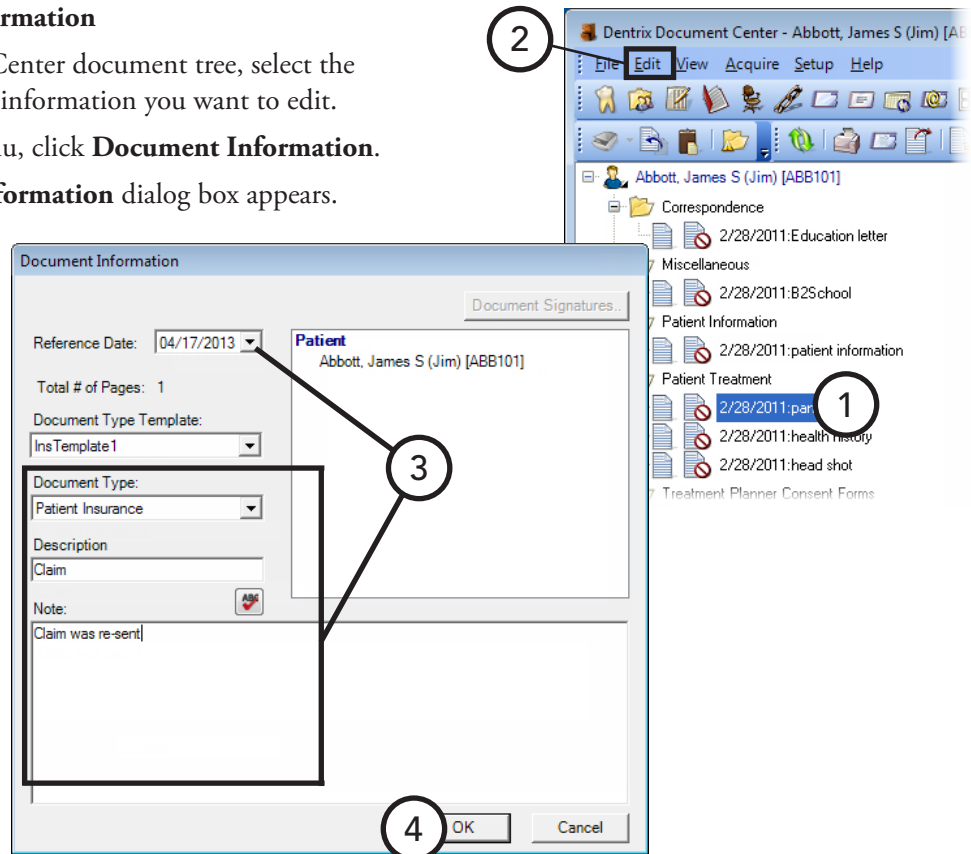 rmation
Center document tree, select the
information you want to edit.
nu, click Document Information.
formation dialog box appears.
2
Dentrix Document Center - Abbott, James S (Jim) [AB
File Edit View Acquire Setup Help
Abbott, James S (Jim) [ABB101]
Correspondence
2/28/2011:Education letter
Miscellaneous
2/28/2011:B2School
Patient Information
2/28/2011:patient information
Patient Treatment
2/28/2011:pan
1
2/28/2011:health history
2/28/2011:head shot
Treatment Planner Consent Forms
Document Information
Document Signatures..
Reference Date: 04/17/2013
Patient
Abbott, James S (Jim) [ABB101]
Total # of Pages: 1
Document Type Template:
InsTemplate1
3
Document Type:
Patient Insurance
Description
Claim
ABC
Note:
Claim was re-sent
4
OK
Cancel